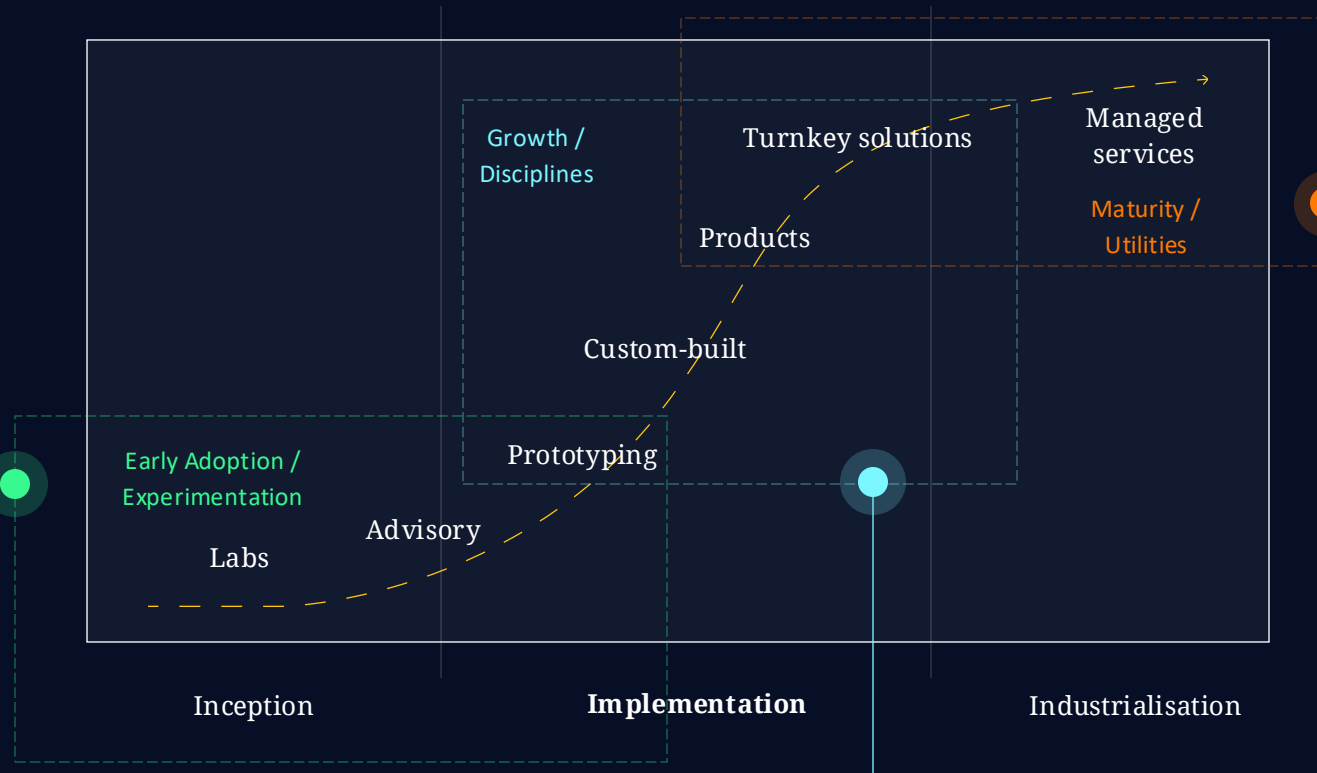 Growth /
Disciplines
Turnkey solutions
Managed
services
Maturity /
Utilities
Products
Custom-built
Prototyping
Early Adoption /
Experimentation
Advisory
Labs
Inception
Implementation
Industrialisation